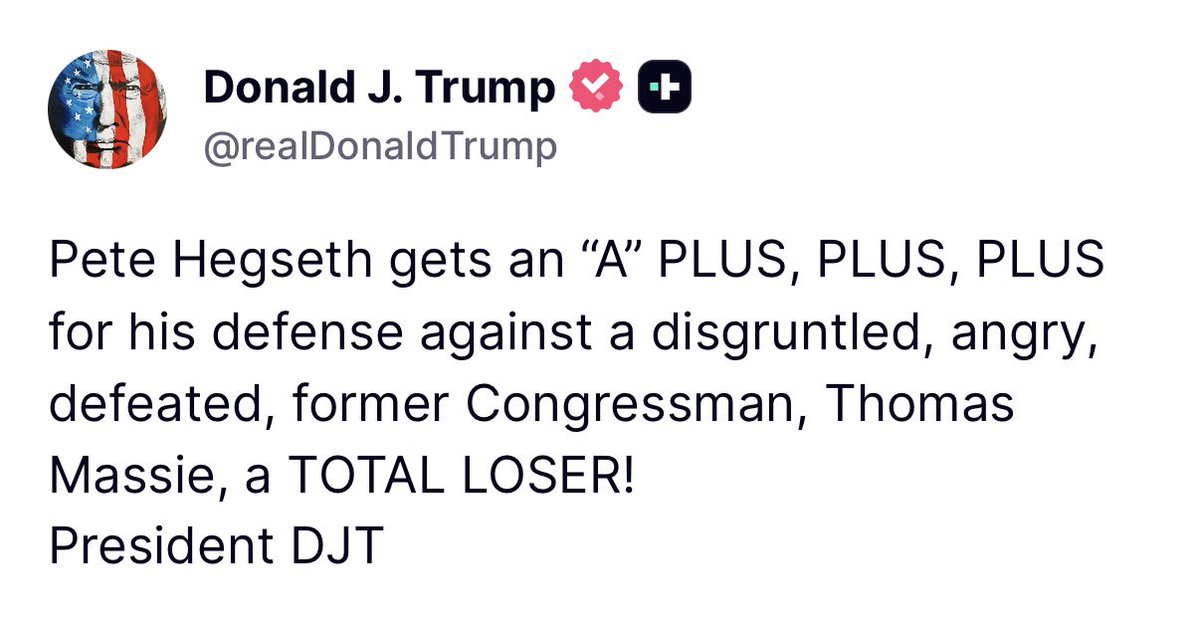 Donald J. Trump
@realDonaldTrump
Pete Hegseth gets an “A” PLUS, PLUS, PLUS
for his defense against a disgruntled, angry,
defeated, former Congressman, Thomas
Massie, a TOTAL LOSER!
President DJT